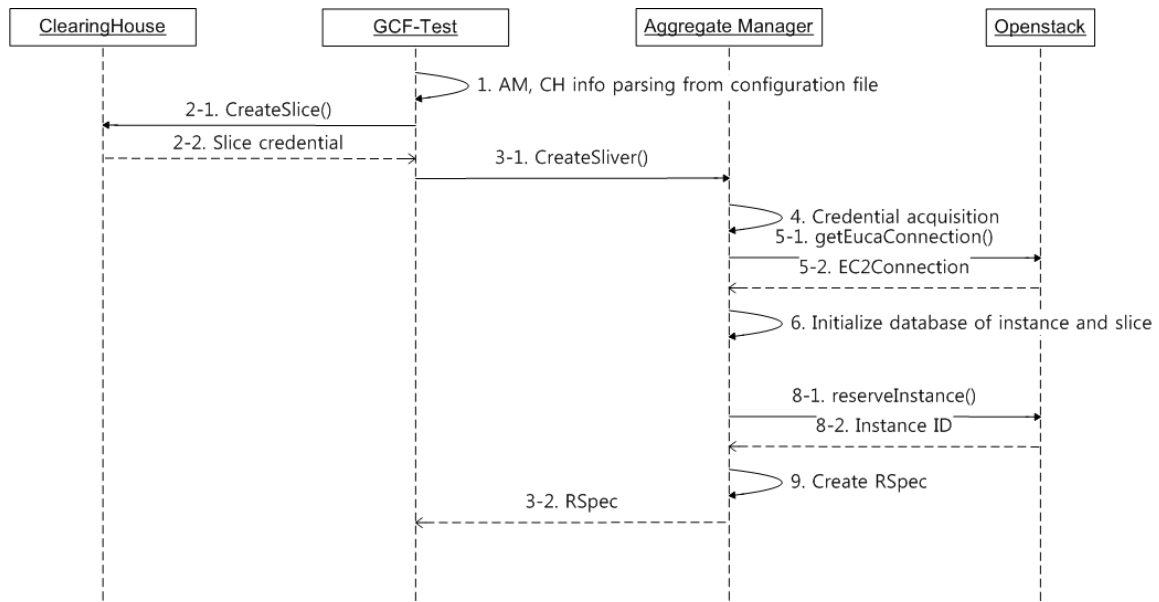 ClearingHouse GCF-Test Aggregate Manager Openstack
1. AM, CH info parsing from configuration file
2-1. CreateSlice()
2-2. Slice credential
3-1. CreateSliver()
4. Credential acquisition
5-1. getEucaConnection()
5-2. EC2Connection
6. Initialize database of instance and slice
8-1. reserveInstance()
8-2. Instance ID
9. Create RSpec
3-2. RSpec